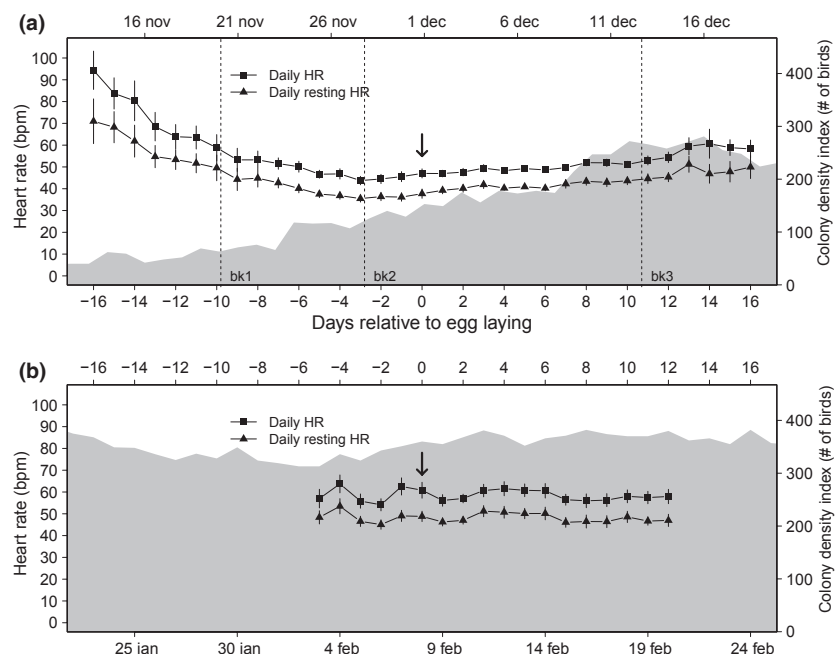 (a)
16 nov 21 nov 26 nov 1 dec 6 dec 11 dec 16 dec
Heart rate (bpm)
100
90
80
70
60
50
40
30
20
10
0
Daily HR
Daily resting HR
bk1 bk2 bk3
400
300
200
100
0
Colony density index (# of birds)
−16 −14 −12 −10 −8 −6 −4 −2 0 2 4 6 8 10 12 14 16
Days relative to egg laying
(b)
−16 −14 −12 −10 −8 −6 −4 −2 0 2 4 6 8 10 12 14 16
Heart rate (bpm)
100
90
80
70
60
50
40
30
20
10
0
Daily HR
Daily resting HR
400
300
200
100
0
Colony density index (# of birds)
25 jan 30 jan 4 feb 9 feb 14 feb 19 feb 24 feb